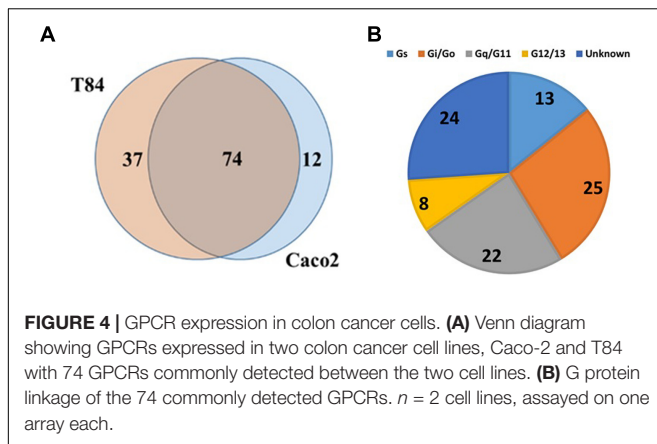 A
B
Gs Gi/Go Gq/G11 G12/13 Unknown
T84
37
74
12
Caco2
13
24
25
8
22
FIGURE 4 | GPCR expression in colon cancer cells. (A) Venn diagram
showing GPCRs expressed in two colon cancer cell lines, Caco-2 and T84
with 74 GPCRs commonly detected between the two cell lines. (B) G protein
linkage of the 74 commonly detected GPCRs. n = 2 cell lines, assayed on one
array each.